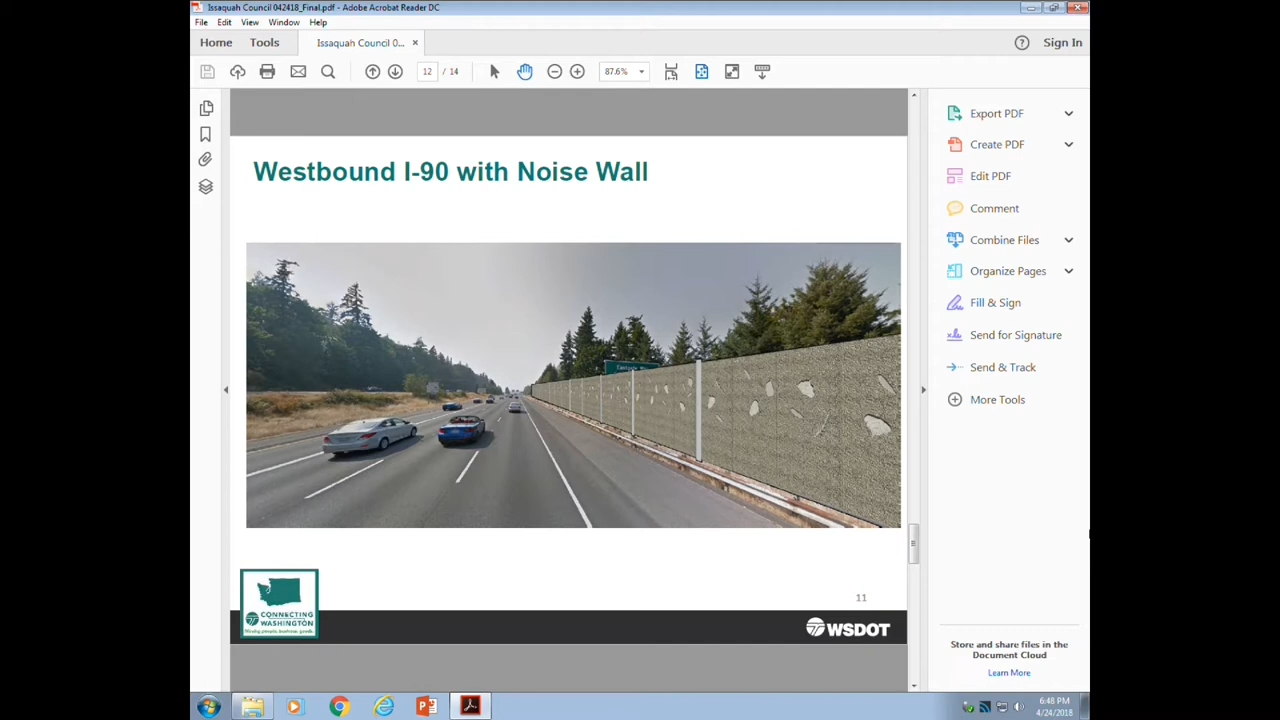 Issaquah Council 042418_Final.pdf - Adobe Acrobat Reader DC
File Edit View Window Help
Home Tools Issaquah Council 0... × Sign In
12 / 14 87.6%
Export PDF
Create PDF
Edit PDF
Comment
Combine Files
Organize Pages
Fill & Sign
Send for Signature
Send & Track
More Tools
Westbound I-90 with Noise Wall
11
CONNECTING
WASHINGTON
WSDOT
Store and share files in the
Document Cloud
Learn More
6:48 PM
4/24/2018